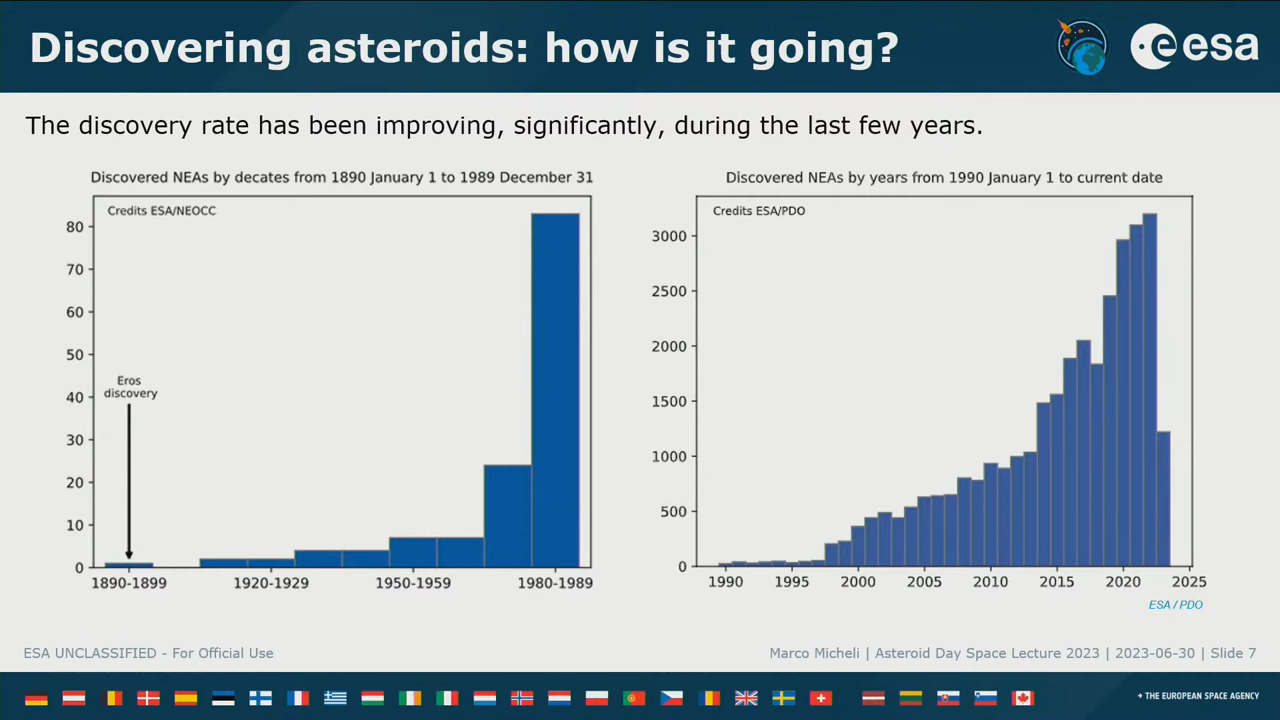 Discovering asteroids: how is it going?
esa
The discovery rate has been improving, significantly, during the last few years.
Discovered NEAs by decates from 1890 January 1 to 1989 December 31
Credits ESA/NEOCC
80
70
60
50
40
30
20
10
0
Eros
discovery
1890-1899 1920-1929 1950-1959 1980-1989
Discovered NEAs by years from 1990 January 1 to current date
Credits ESA/PDO
3000
2500
2000
1500
1000
500
0
1990 1995 2000 2005 2010 2015 2020 2025
ESA / PDO
ESA UNCLASSIFIED - For Official Use
Marco Micheli | Asteroid Day Space Lecture 2023 | 2023-06-30 | Slide 7
→ THE EUROPEAN SPACE AGENCY